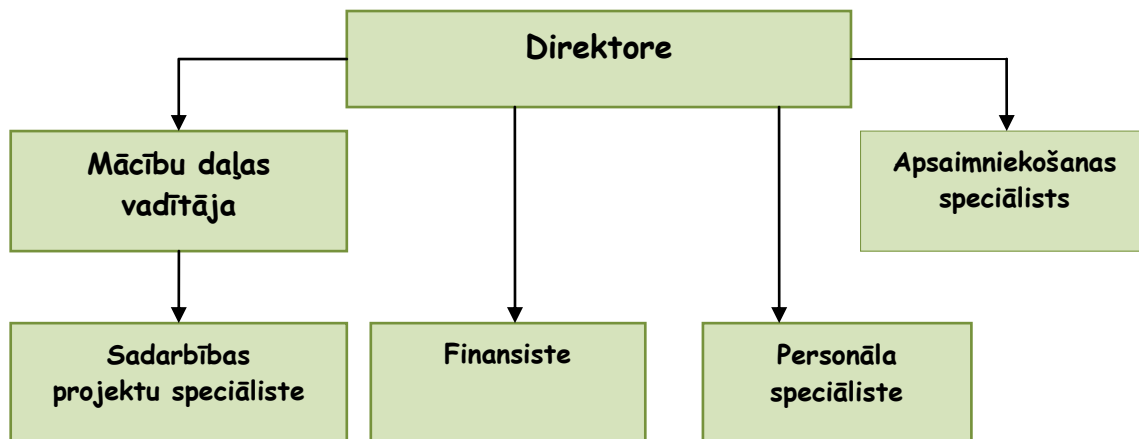 Direktore
Mācību daļas
vadītāja
Apsaimniekošanas
speciālists
Sadarbības
projektu speciāliste
Finansiste
Personāla
speciāliste